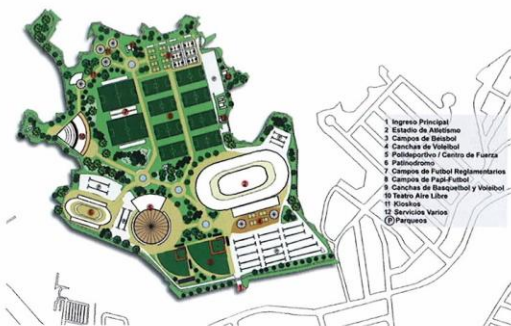 1 Ingreso Principal
2 Estadio de Atletismo
3 Campos de Beisbol
4 Canchas de Voleibol
5 Polideportivo / Centro de Fuerza
6 Patinodromo
7 Campos de Futbol Reglamentarios
8 Campos de Papi-Futbol
9 Canchas de Basquetbol y Voleibol
10 Teatro Aire Libre
11 Kioskos
12 Servicios Varios
P Parqueos